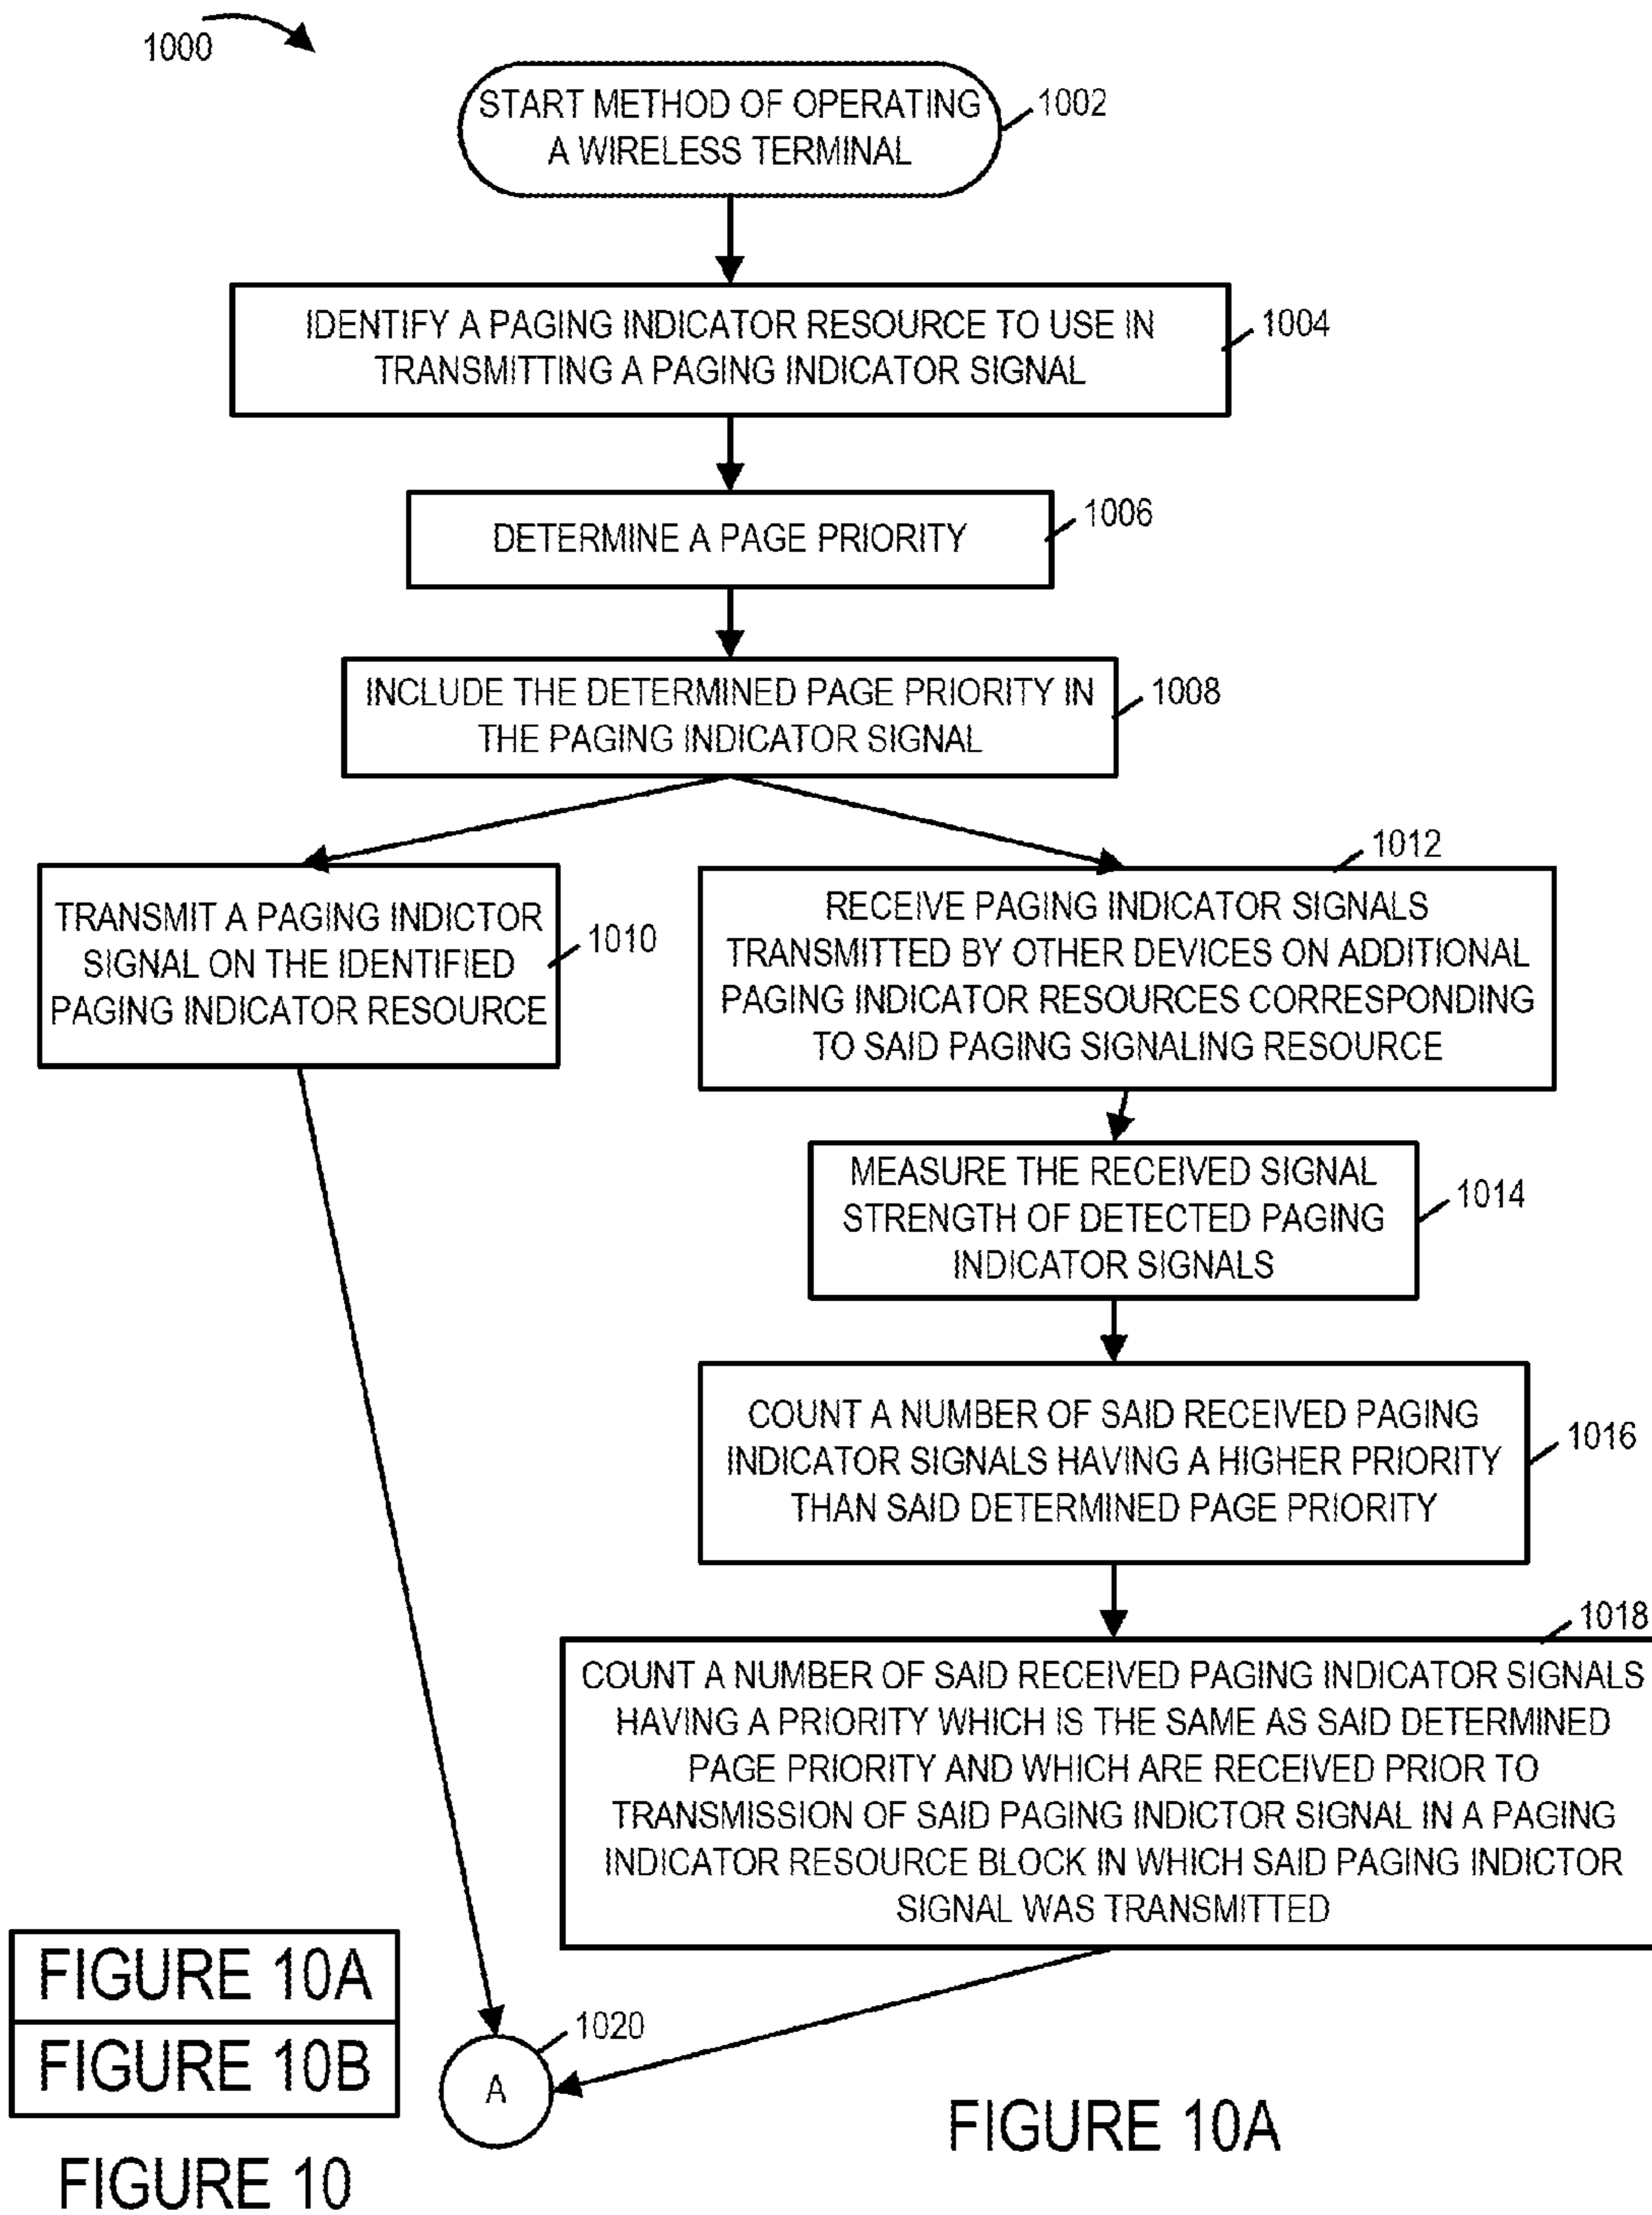 1000
START METHOD OF OPERATING
A WIRELESS TERMINAL
1002
IDENTIFY A PAGING INDICATOR RESOURCE TO USE IN
TRANSMITTING A PAGING INDICATOR SIGNAL
1004
DETERMINE A PAGE PRIORITY
1006
INCLUDE THE DETERMINED PAGE PRIORITY IN
THE PAGING INDICATOR SIGNAL
1008
TRANSMIT A PAGING INDICTOR
SIGNAL ON THE IDENTIFIED
PAGING INDICATOR RESOURCE
1010
1012
RECEIVE PAGING INDICATOR SIGNALS
TRANSMITTED BY OTHER DEVICES ON ADDITIONAL
PAGING INDICATOR RESOURCES CORRESPONDING
TO SAID PAGING SIGNALING RESOURCE
MEASURE THE RECEIVED SIGNAL
STRENGTH OF DETECTED PAGING
INDICATOR SIGNALS
1014
COUNT A NUMBER OF SAID RECEIVED PAGING
INDICATOR SIGNALS HAVING A HIGHER PRIORITY
THAN SAID DETERMINED PAGE PRIORITY
1016
1018
COUNT A NUMBER OF SAID RECEIVED PAGING INDICATOR SIGNALS
HAVING A PRIORITY WHICH IS THE SAME AS SAID DETERMINED
PAGE PRIORITY AND WHICH ARE RECEIVED PRIOR TO
TRANSMISSION OF SAID PAGING INDICTOR SIGNAL IN A PAGING
INDICATOR RESOURCE BLOCK IN WHICH SAID PAGING INDICTOR
SIGNAL WAS TRANSMITTED
1020
A
FIGURE 10A
FIGURE 10B
FIGURE 10
FIGURE 10A